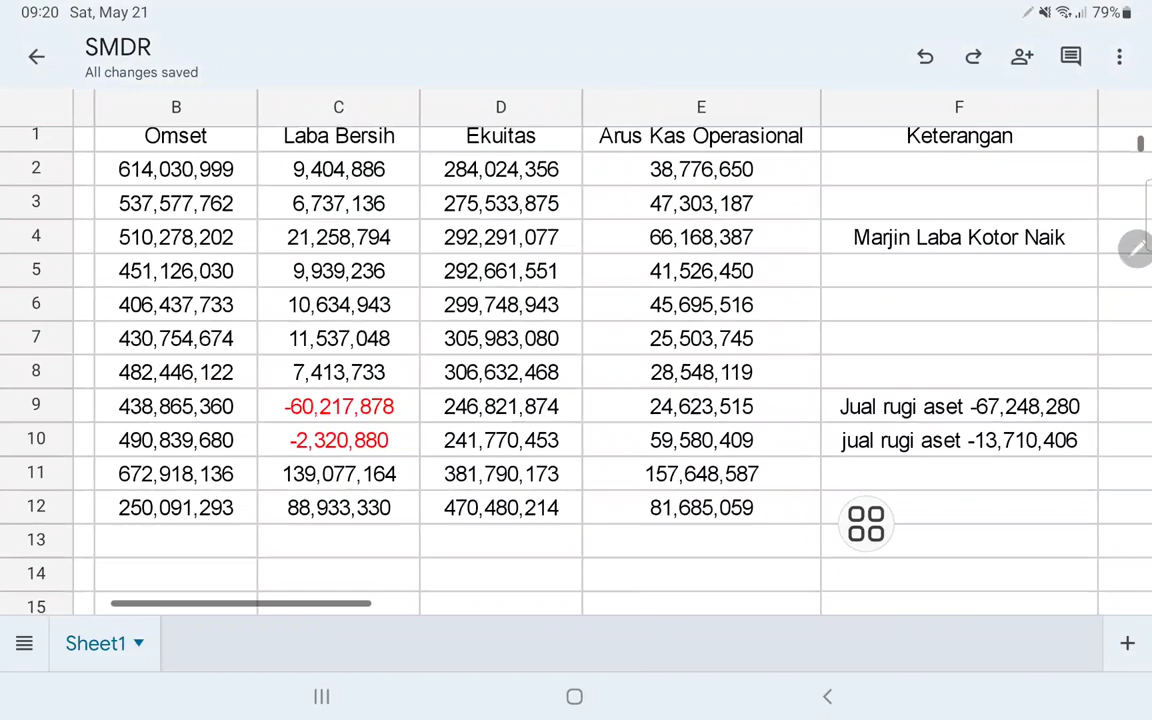 09:20 Sat, May 21 79%
SMDR
All changes saved
B C D E F
1 Omset Laba Bersih Ekuitas Arus Kas Operasional Keterangan
2 614,030,999 9,404,886 284,024,356 38,776,650
3 537,577,762 6,737,136 275,533,875 47,303,187
4 510,278,202 21,258,794 292,291,077 66,168,387 Marjin Laba Kotor Naik
5 451,126,030 9,939,236 292,661,551 41,526,450
6 406,437,733 10,634,943 299,748,943 45,695,516
7 430,754,674 11,537,048 305,983,080 25,503,745
8 482,446,122 7,413,733 306,632,468 28,548,119
9 438,865,360 -60,217,878 246,821,874 24,623,515 Jual rugi aset -67,248,280
10 490,839,680 -2,320,880 241,770,453 59,580,409 jual rugi aset -13,710,406
11 672,918,136 139,077,164 381,790,173 157,648,587
12 250,091,293 88,933,330 470,480,214 81,685,059
13
14
15
Sheet1